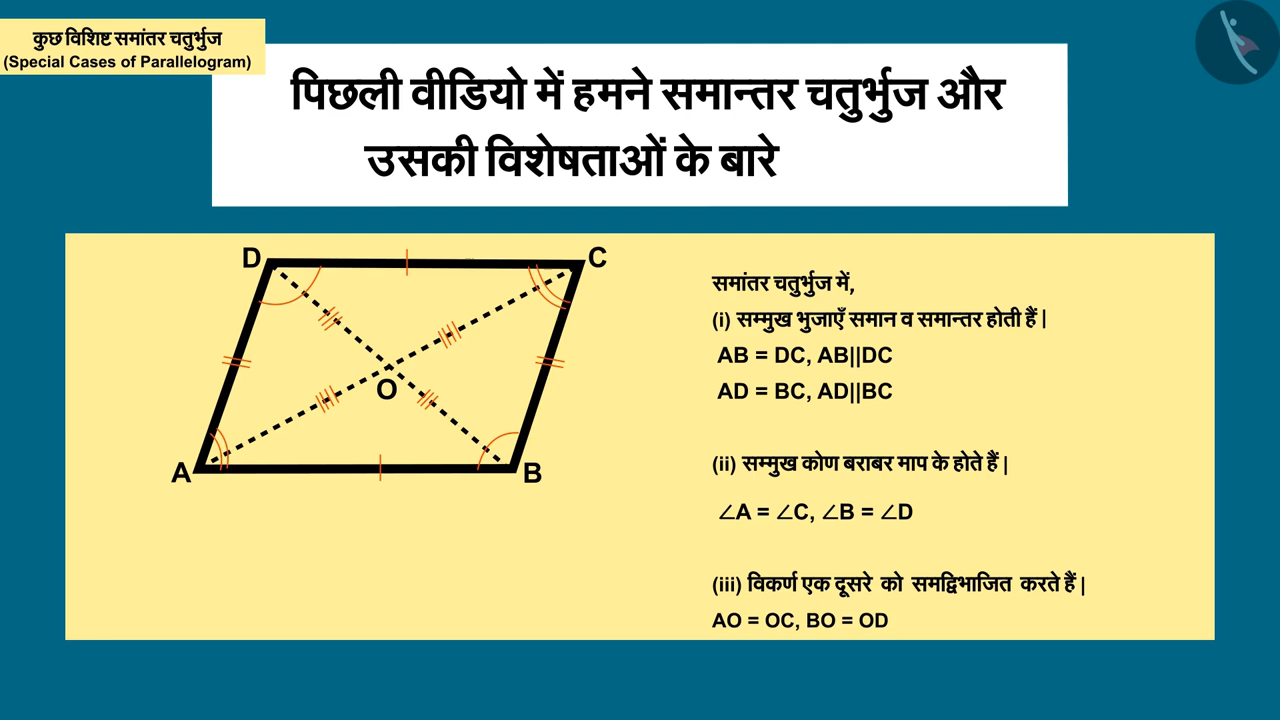 कुछ विशिष्ट समांतर चतुर्भुज
(Special Cases of Parallelogram)
पिछली वीडियो में हमने समान्तर चतुर्भुज और
उसकी विशेषताओं के बारे
D
C
O
A
B
समांतर चतुर्भुज में,
(i) सम्मुख भुजाएँ समान व समान्तर होती हैं |
AB = DC, AB||DC
AD = BC, AD||BC
(ii) सम्मुख कोण बराबर माप के होते हैं |
∠A = ∠C, ∠B = ∠D
(iii) विकर्ण एक दूसरे को समद्विभाजित करते हैं |
AO = OC, BO = OD